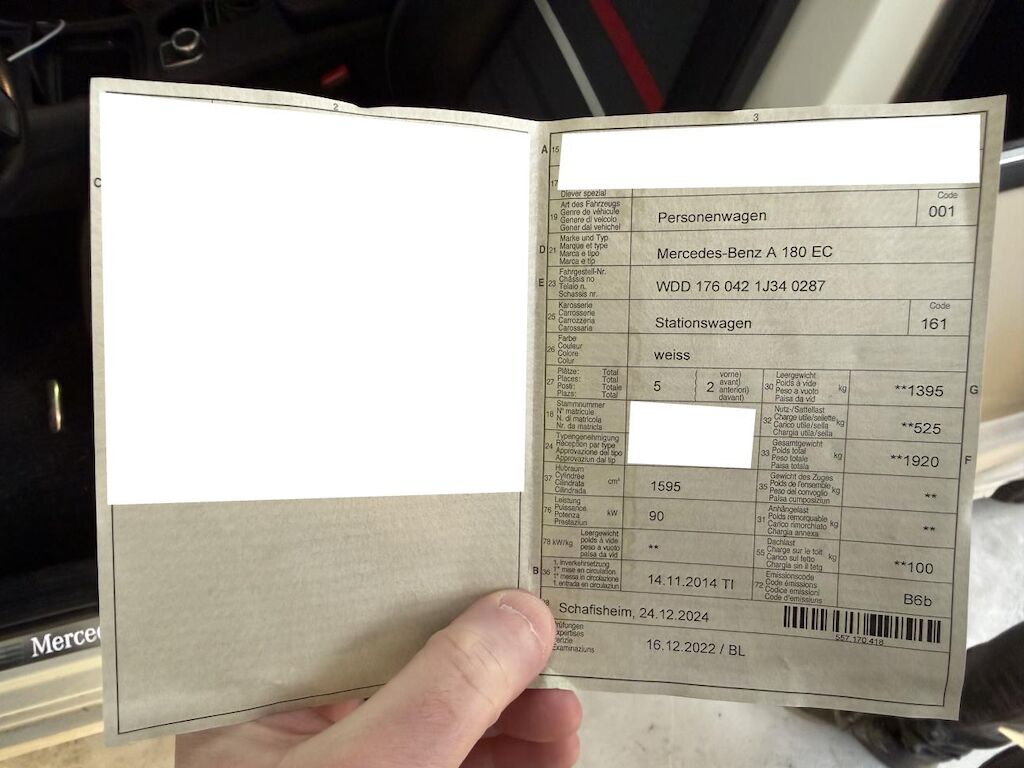 2
C
Merce
3
A 15
17
Diever spezial
19 Art des Fahrzeugs
Genre de véhicule
Genere di veicolo
Gener dal vehichel
Personenwagen
Code
001
D 21 Marke und Typ
Marque et type
Marca e tipo
Marca e tip
Mercedes-Benz A 180 EC
E 23 Fahrgestell-Nr.
Châssis no
Telaio n.
Schassis nr.
WDD 176 042 1J34 0287
25 Karosserie
Carrosserie
Carrozzeria
Carossaria
Stationswagen
Code
161
26 Farbe
Couleur
Colore
Colur
weiss
27 Plätze: Total
Places: Total
Posti: Totale
Plazs: Total
5
2
vorne)
avant)
anteriori)
davant)
30 Leergewicht
Poids à vide
Peso a vuoto
Paisa da vid
kg
**1395
G
18 Stammnummer
N° matricule
N. di matricola
Nr. da matricla
32 Nutz-/Sattellast
Charge utile/sellette
Carico utile/sella
Chargia utila/sella
kg
**525
24 Typengenehmigung
Réception par type
Approvazione del tipo
Approvaziun dal tip
33 Gesamtgewicht
Poids total
Peso totale
Paisa totala
kg
**1920
F
37 Hubraum
Cylindrée
Cilindrata
Cilindrada
cm³
1595
35 Gewicht des Zuges
Poids de l'ensemble
Peso del convoglio
Paisa cumposiziun
kg
**
76 Leistung
Puissance
Potenza
Prestaziun
kW
90
31 Anhängelast
Poids remorquable
Carico rimorchiato
Chargia annexa
kg
**
78 kW/kg
Leergewicht
poids à vide
peso a vuoto
paisa da vid
**
55 Dachlast
Charge sur le toit
Carico sul tetto
Chargia sin il tetg
kg
**100
B 36 1. Inverkehrsetzung
1re mise en circulation
1a messa in circolazione
1. entrada en circulaziun
14.11.2014 TI
72 Emissionscode
Code émissions
Codice emissioni
Code d'emissiuns
B6b
Schafisheim, 24.12.2024
557 170 418
Prüfungen
Expertises
Examinaziuns
16.12.2022 / BL